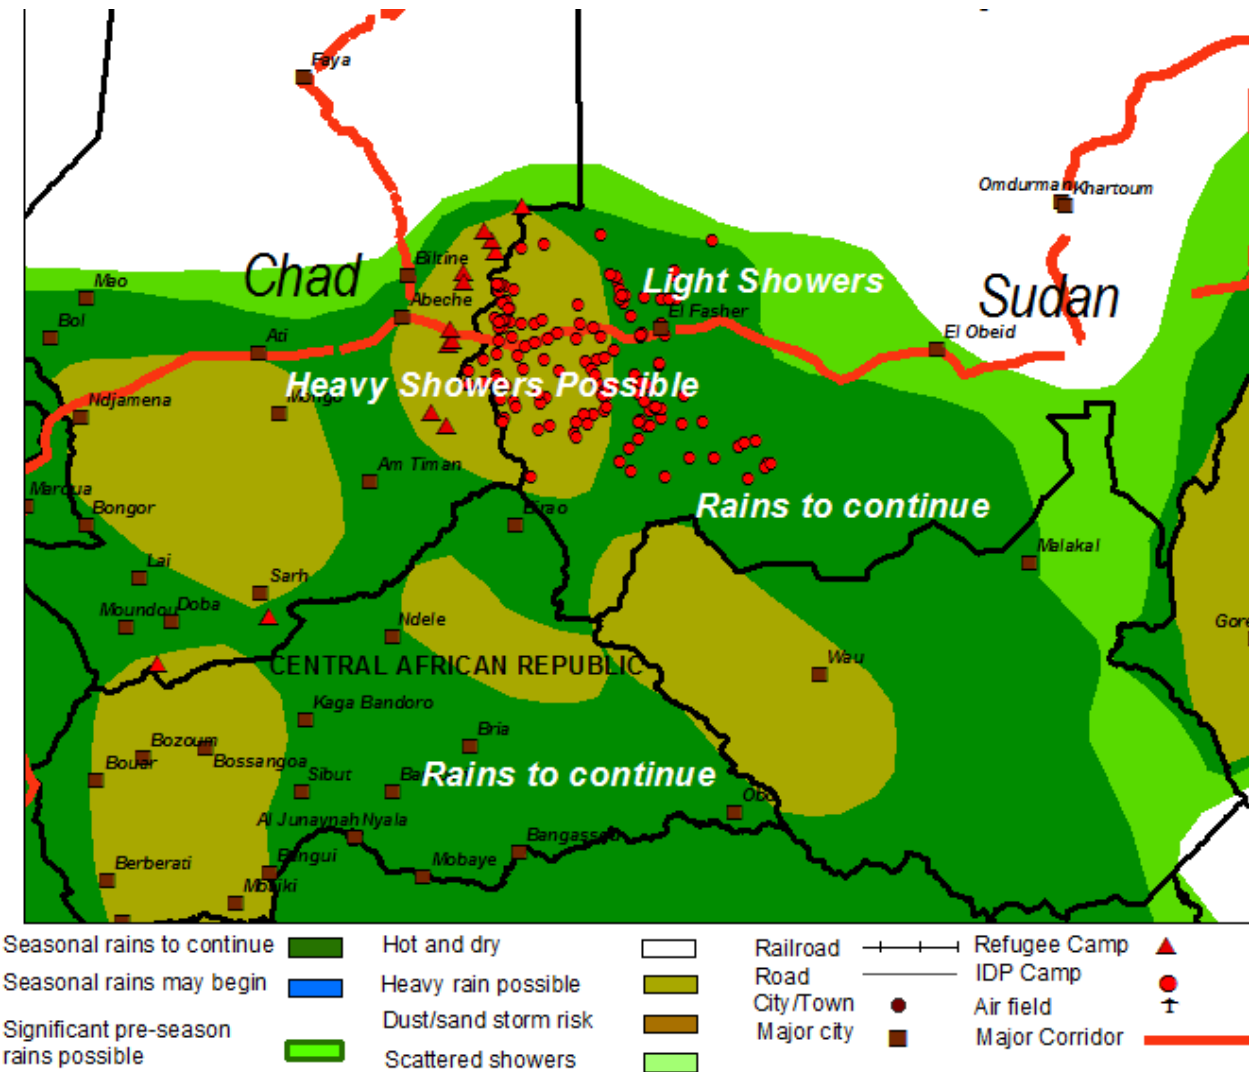 Faya
Omdurman
Khartoum
Chad
Biltine
Light Showers
Sudan
Mao
Abeche
El Fasher
Bol
Ati
El Obeid
Heavy Showers Possible
Ndjamena
Mongo
Am Timan
Maroua
Bongor
Birao
Rains to continue
Malakal
Lai
Sarh
Moundou
Doba
Ndele
Gore
CENTRAL AFRICAN REPUBLIC
Wau
Kaga Bandoro
Bria
Bozoum
Bouar
Bossangoa
Sibut
Rains to continue
Al Junaynah
Nyala
Bangassou
Berberati
Bangui
Mobaye
Seasonal rains to continue
Hot and dry
Railroad
Refugee Camp
Seasonal rains may begin
Heavy rain possible
Road
IDP Camp
City/Town
Air field
Significant pre-season
rains possible
Dust/sand storm risk
Major city
Major Corridor
Scattered showers